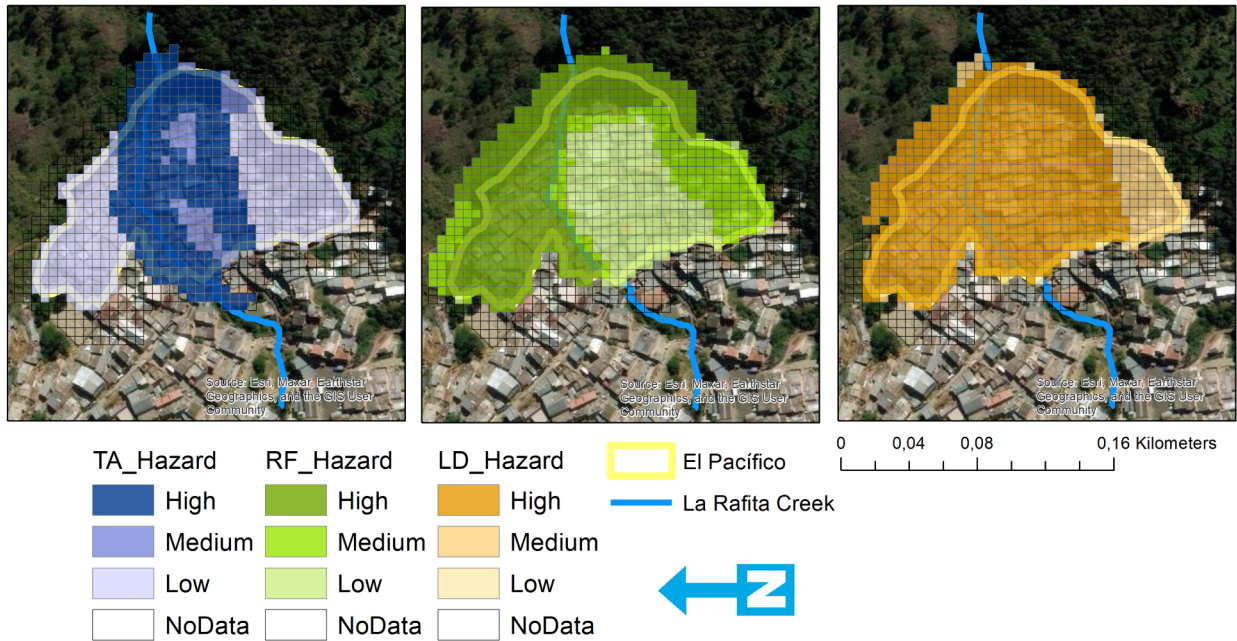 Source: Esri, Maxar, Earthstar
Geographics, and the GIS User
Community
Source: Esri, Maxar, Earthstar
Geographics, and the GIS User
Community
Source: Esri, Maxar, Earthstar
Geographics, and the GIS User
Community
TA_Hazard
High
Medium
Low
NoData
RF_Hazard
High
Medium
Low
NoData
LD_Hazard
High
Medium
Low
NoData
El Pacífico
La Rafita Creek
0 0,04 0,08 0,16 Kilometers
N